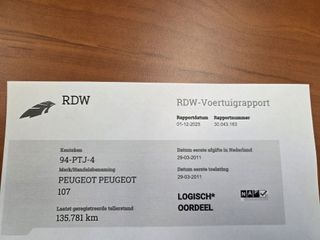 RDW
RDW-Voertuigrapport
Rapportdatum Rapportnummer
01-12-2025 30.043.183
Kenteken
94-PTJ-4
Merk/Handelsbenaming
PEUGEOT PEUGEOT
107
Laatst geregistreerde tellerstand
135.781 km
Datum eerste afgifte in Nederland
29-03-2011
Datum eerste toelating
29-03-2011
LOGISCH*
OORDEEL
NAP